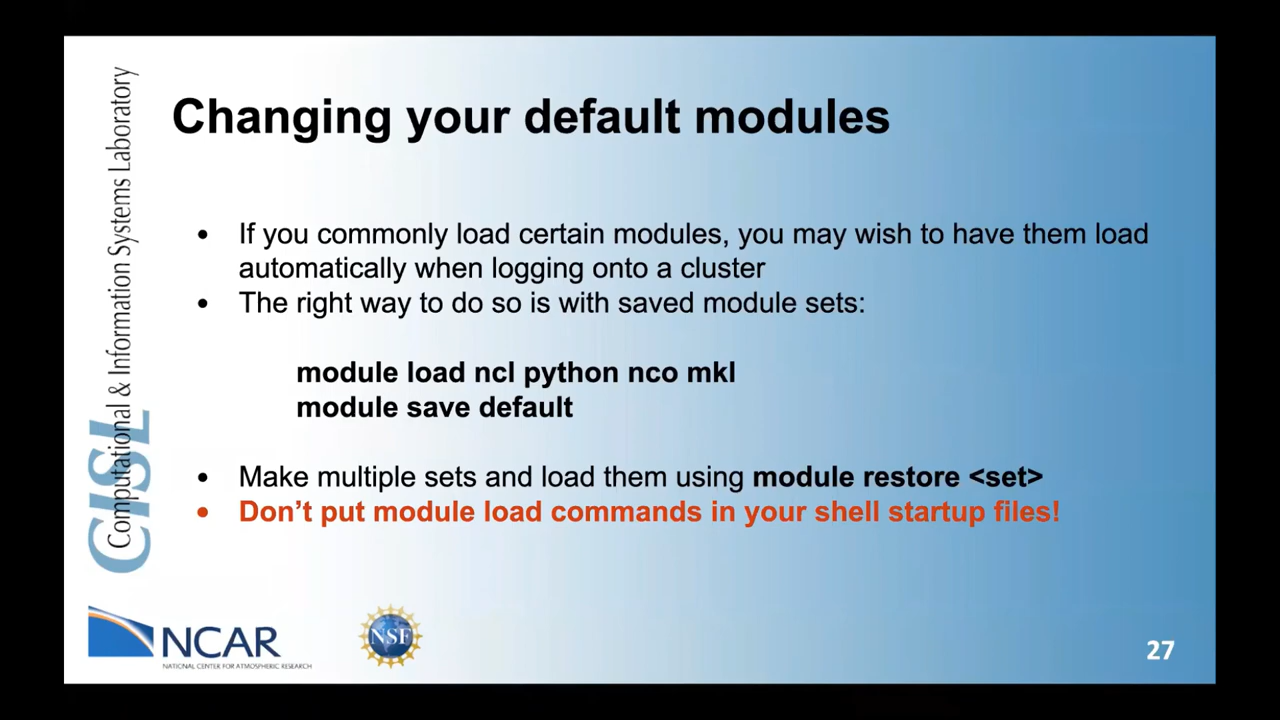 Changing your default modules
• If you commonly load certain modules, you may wish to have them load
automatically when logging onto a cluster
• The right way to do so is with saved module sets:
module load ncl python nco mkl
module save default
• Make multiple sets and load them using module restore <set>
• Don't put module load commands in your shell startup files!
CISL
Computational & Information Systems Laboratory
NCAR
NATIONAL CENTER FOR ATMOSPHERIC RESEARCH
NSF
27